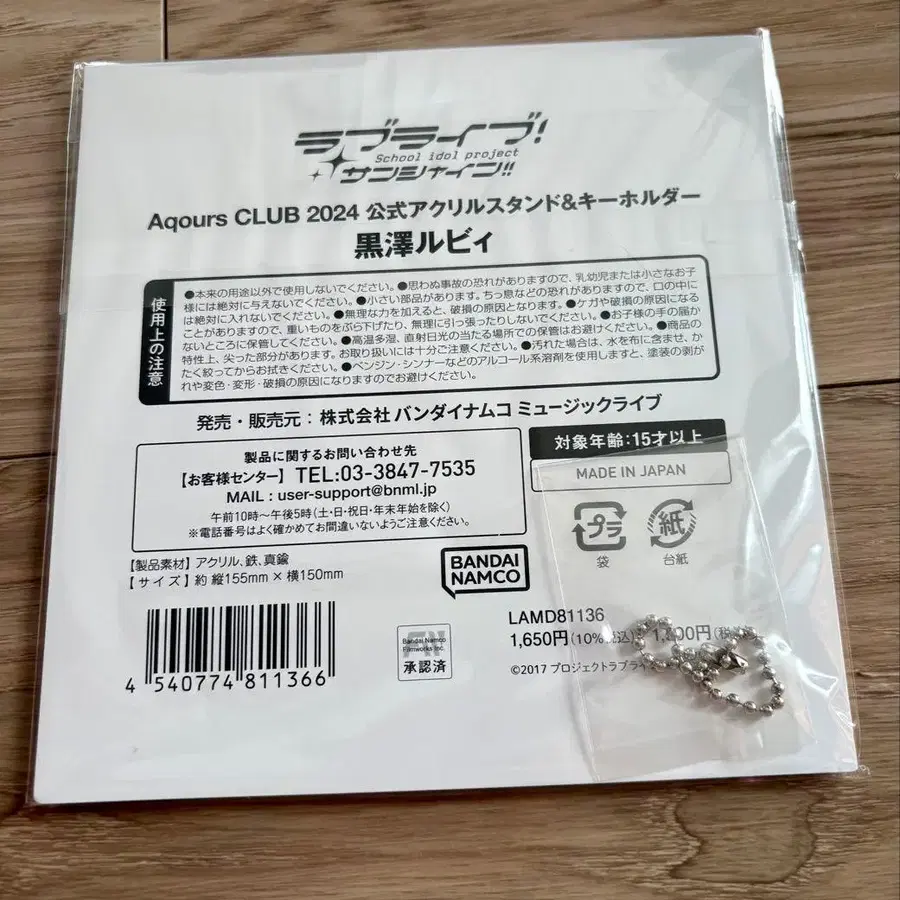 ラブライブ!
School idol project
サンシャイン!!
Aqours CLUB 2024 公式アクリルスタンド&キーホルダー
黒澤ルビィ
使用上の注意
●本来の用途以外で使用しないでください。●思わぬ事故の恐れがありますので、乳幼児または小さなお子
様には絶対に与えないでください。●小さい部品があります。ちっ息などの恐れがありますので、口の中に
は絶対に入れないでください。●無理な力を加えると、破損の原因となります。●ケガや破損の原因になる
ことがありますので、重いものをぶら下げたり、無理に引っ張ったりしないでください。●お子様の手の届か
ないところに保管してください。●高温多湿、直射日光の当たる場所での保管はお避けください。●商品の
特性上、尖った部分があります。お取り扱いには十分ご注意ください。●汚れた場合は、水を布に含ませ、か
たく絞ってからお拭きください。●ベンジン・シンナーなどのアルコール系溶剤を使用しますと、塗装の剥が
れや変色・変形・破損の原因になりますのでお避けください。
発売・販売元:株式会社 バンダイナムコ ミュージックライブ
製品に関するお問い合わせ先
【お客様センター】 TEL:03-3847-7535
MAIL : user-support@bnml.jp
午前10時〜午後5時(土・日・祝日・年末年始を除く)
※電話番号はよく確かめてお間違いないようご注意ください。
対象年齢:15才以上
MADE IN JAPAN
プラ
袋
紙
台紙
【製品素材】アクリル、鉄、真鍮
【サイズ】約 縦155mm×横150mm
BANDAI
NAMCO
4 540774 811366
Bandai Namco
Filmworks Inc.
承認済
LAMD81136
1,650円(10%税込)
©2017 プロジェクトラブライ